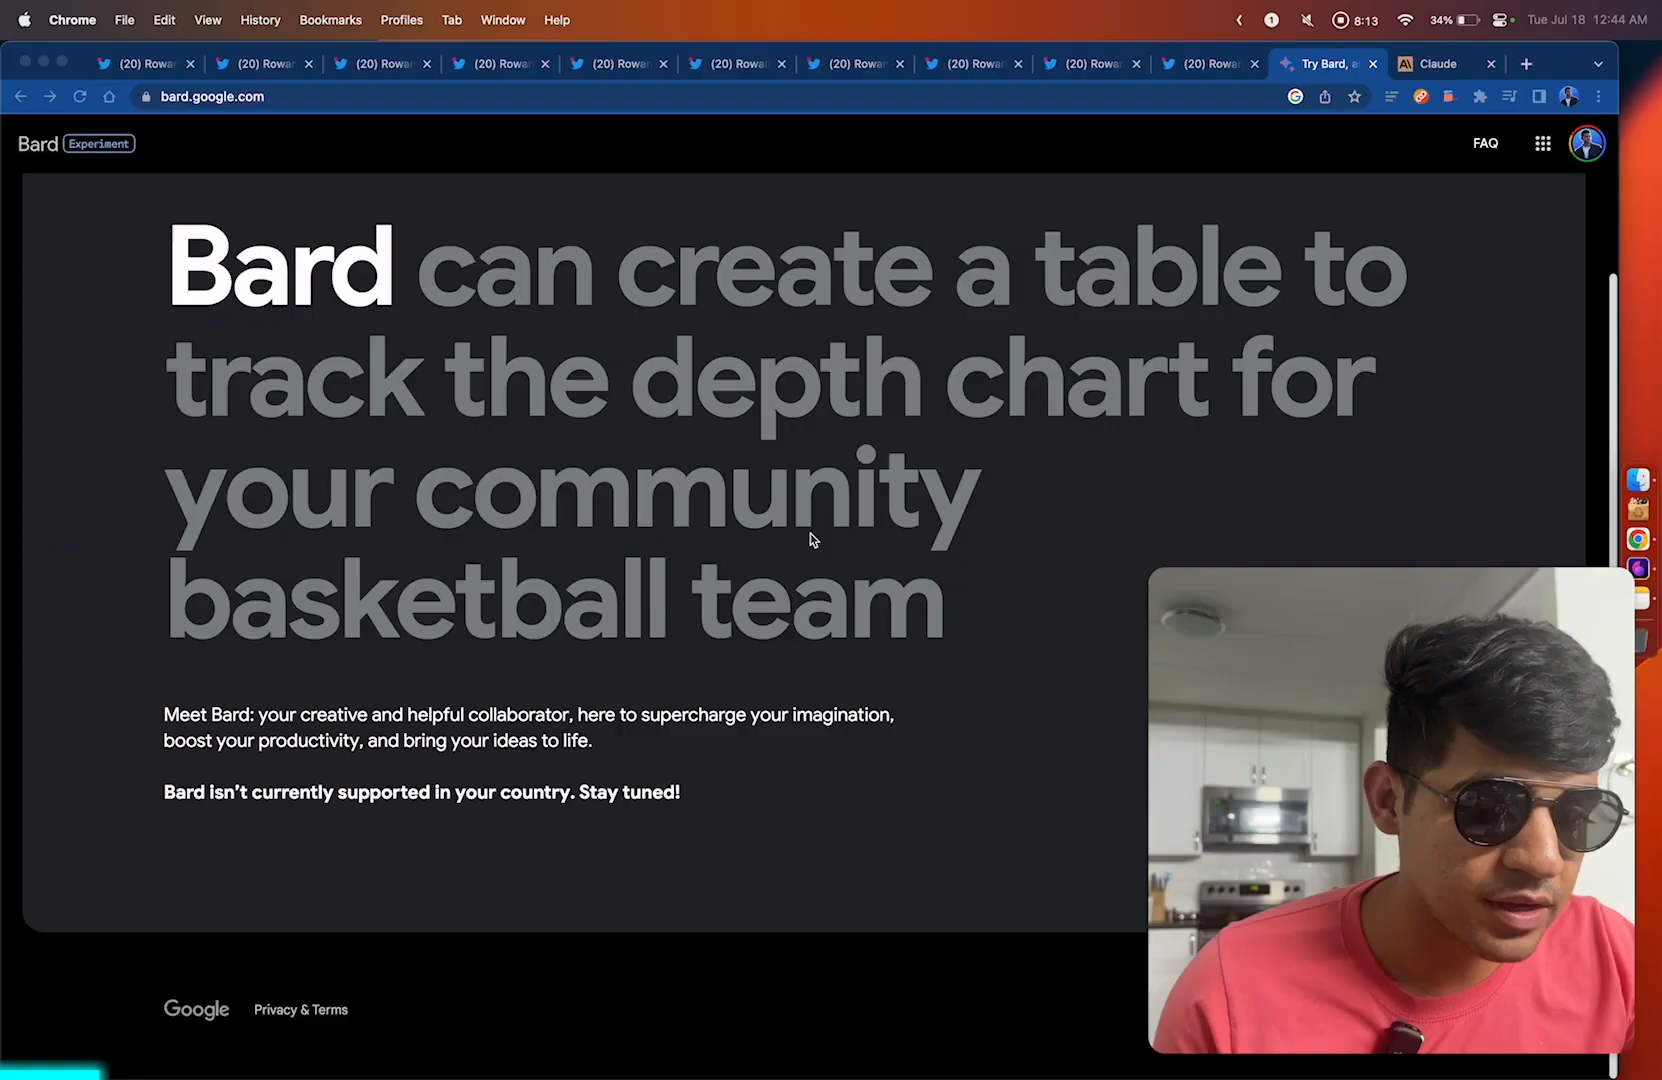 Chrome File Edit View History Bookmarks Profiles Tab Window Help 1 8:13 34% Tue Jul 18 12:44 AM
(20) Rowan (20) Rowar (20) Rowar (20) Rowar (20) Rowar (20) Rowar (20) Rowar (20) Rowar (20) Rowar (20) Rowar Try Bard, a Claude
bard.google.com
Bard Experiment FAQ
Bard can create a table to
track the depth chart for
your community
basketball team
Meet Bard: your creative and helpful collaborator, here to supercharge your imagination,
boost your productivity, and bring your ideas to life.
Bard isn’t currently supported in your country. Stay tuned!
Google Privacy & Terms